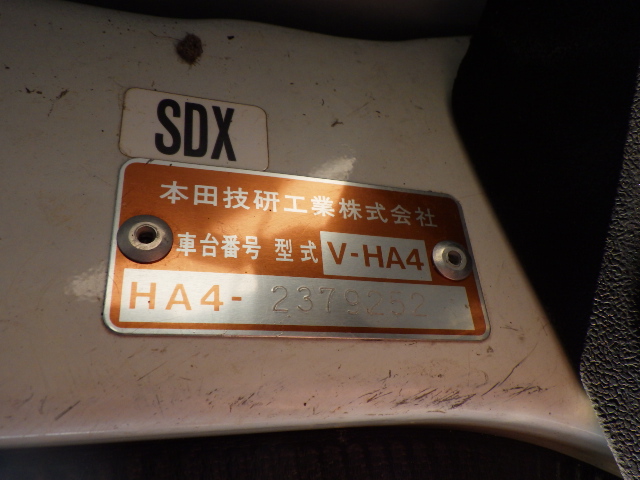 SDX
本田技研工業株式会社
車台番号 型式 V-HA4
HA4-2379252